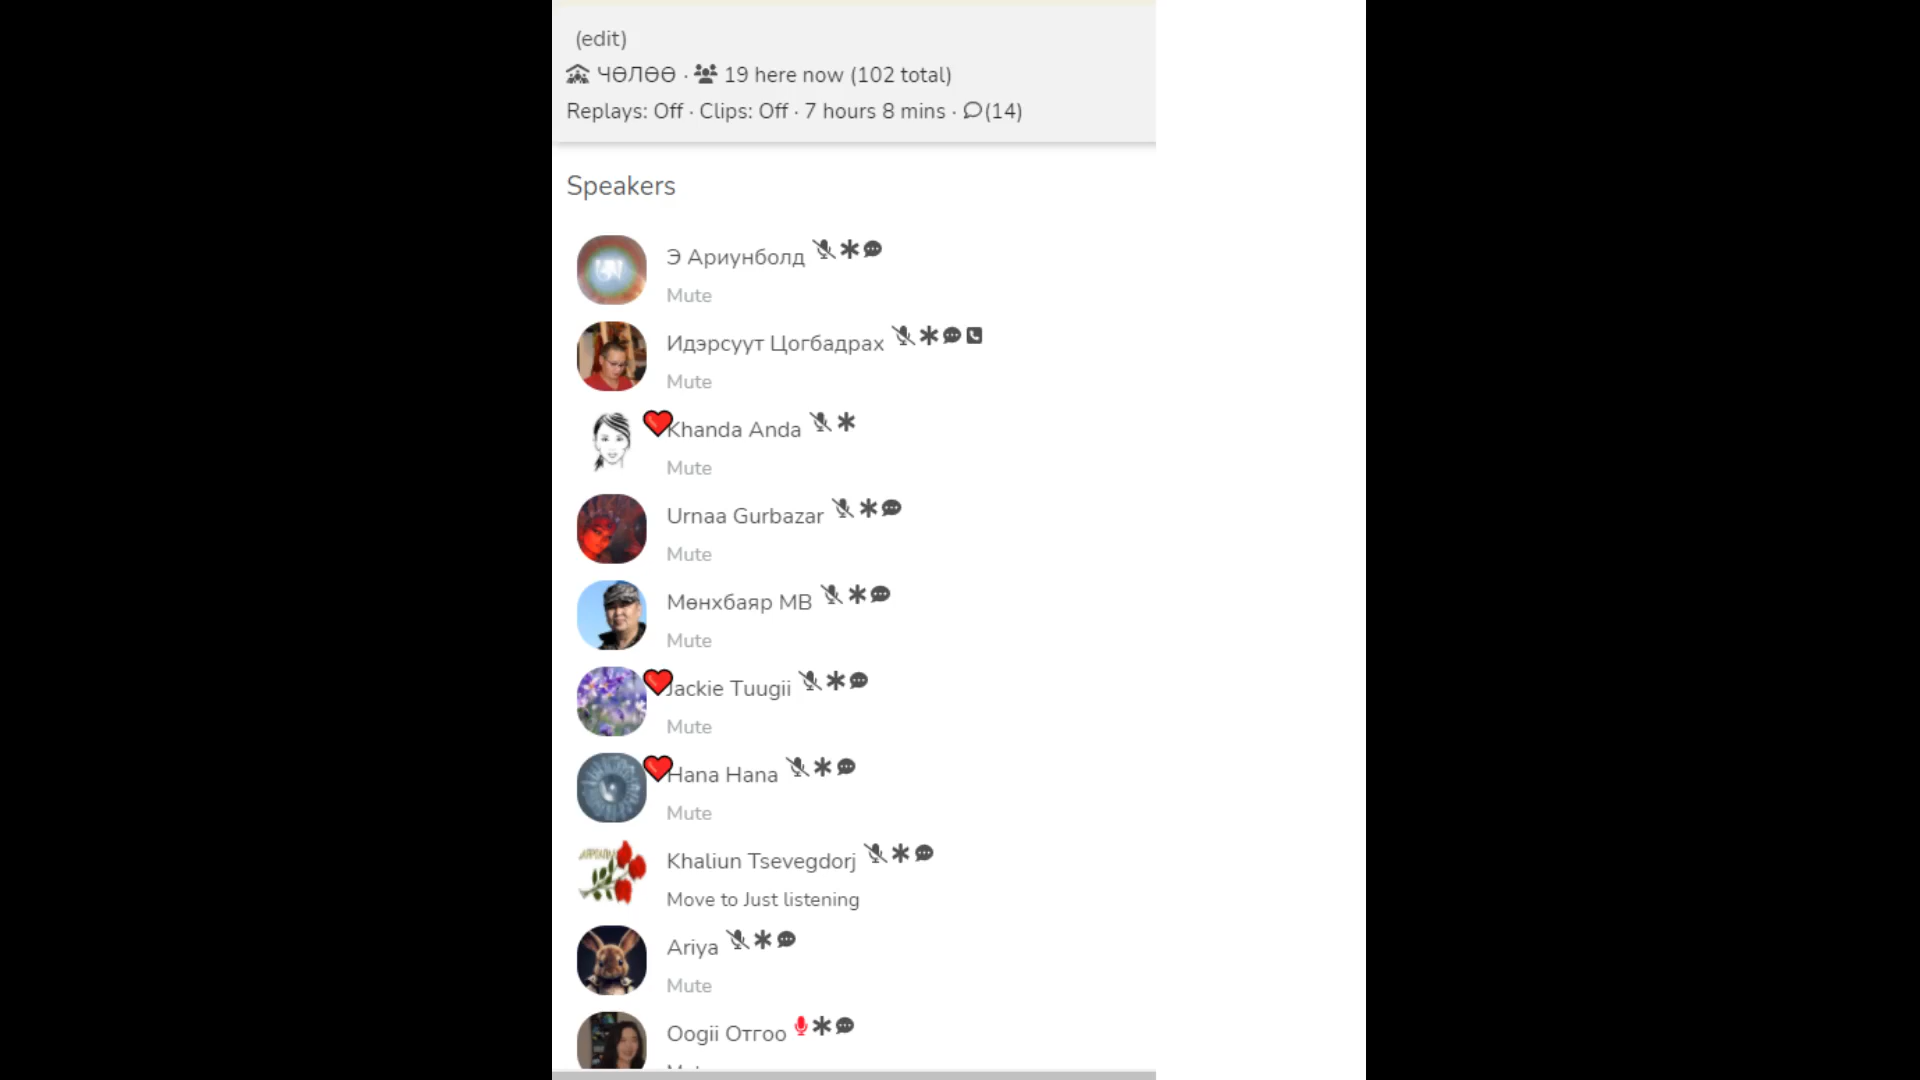 (edit)
ЧӨЛӨӨ · 19 here now (102 total)
Replays: Off · Clips: Off · 7 hours 8 mins · (14)
Speakers
Э Ариунболд
Mute
Идэрсуут Цогбадрах
Mute
Khanda Anda
Mute
Urnaa Gurbazar
Mute
Мөнхбаяр МВ
Mute
Jackie Tuugii
Mute
Hana Hana
Mute
Khaliun Tsevegdorj
Move to Just listening
Ariya
Mute
Oogii Отгоо